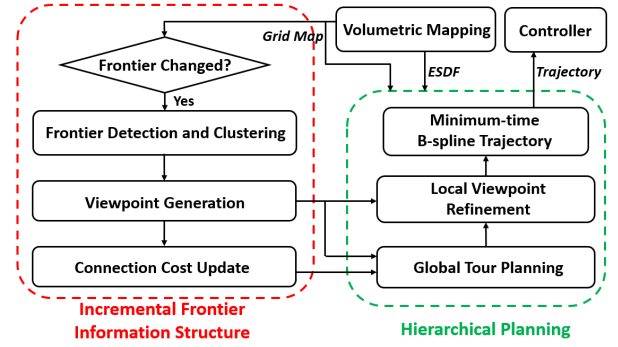 Grid Map
Volumetric Mapping
Controller
Frontier Changed?
ESDF
Trajectory
Yes
Frontier Detection and Clustering
Minimum-time
B-spline Trajectory
Viewpoint Generation
Local Viewpoint
Refinement
Connection Cost Update
Global Tour Planning
Incremental Frontier
Information Structure
Hierarchical Planning